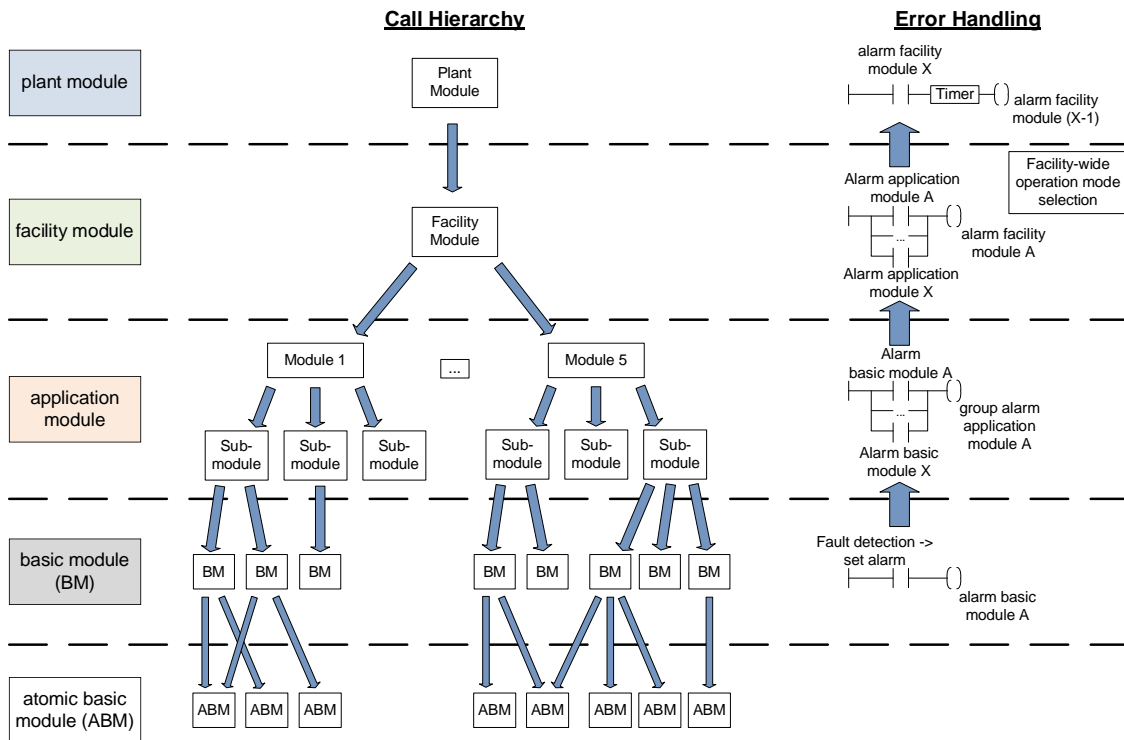 Call Hierarchy
Error Handling
plant module
Plant
Module
alarm facility
module X
Timer
alarm facility
module (X-1)
facility module
Facility
Module
Facility-wide
operation mode
selection
Alarm application
module A
...
alarm facility
module A
Alarm application
module X
application
module
Module 1
...
Module 5
Sub-
module
Sub-
module
Sub-
module
Sub-
module
Sub-
module
Sub-
module
Alarm
basic module A
...
group alarm
application
module A
Alarm basic
module X
basic module
(BM)
BM
BM
BM
BM
BM
BM
BM
BM
Fault detection ->
set alarm
alarm basic
module A
atomic basic
module (ABM)
ABM
ABM
ABM
ABM
ABM
ABM
ABM
ABM